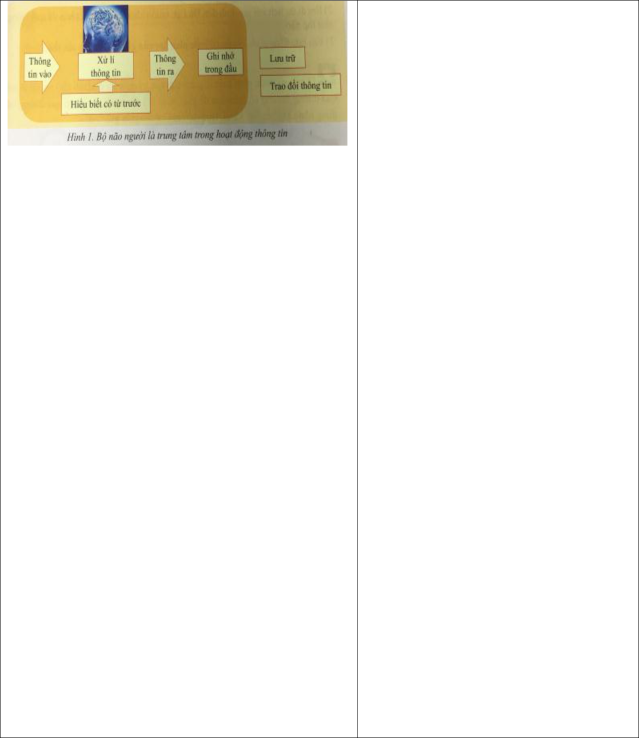 Thông
tin vào
Xử lí
thông tin
Thông
tin ra
Ghi nhớ
trong đầu
Lưu trữ
Trao đổi thông tin
Hiểu biết có từ trước
Hình 1. Bộ não người là trung tâm trong hoạt động thông tin